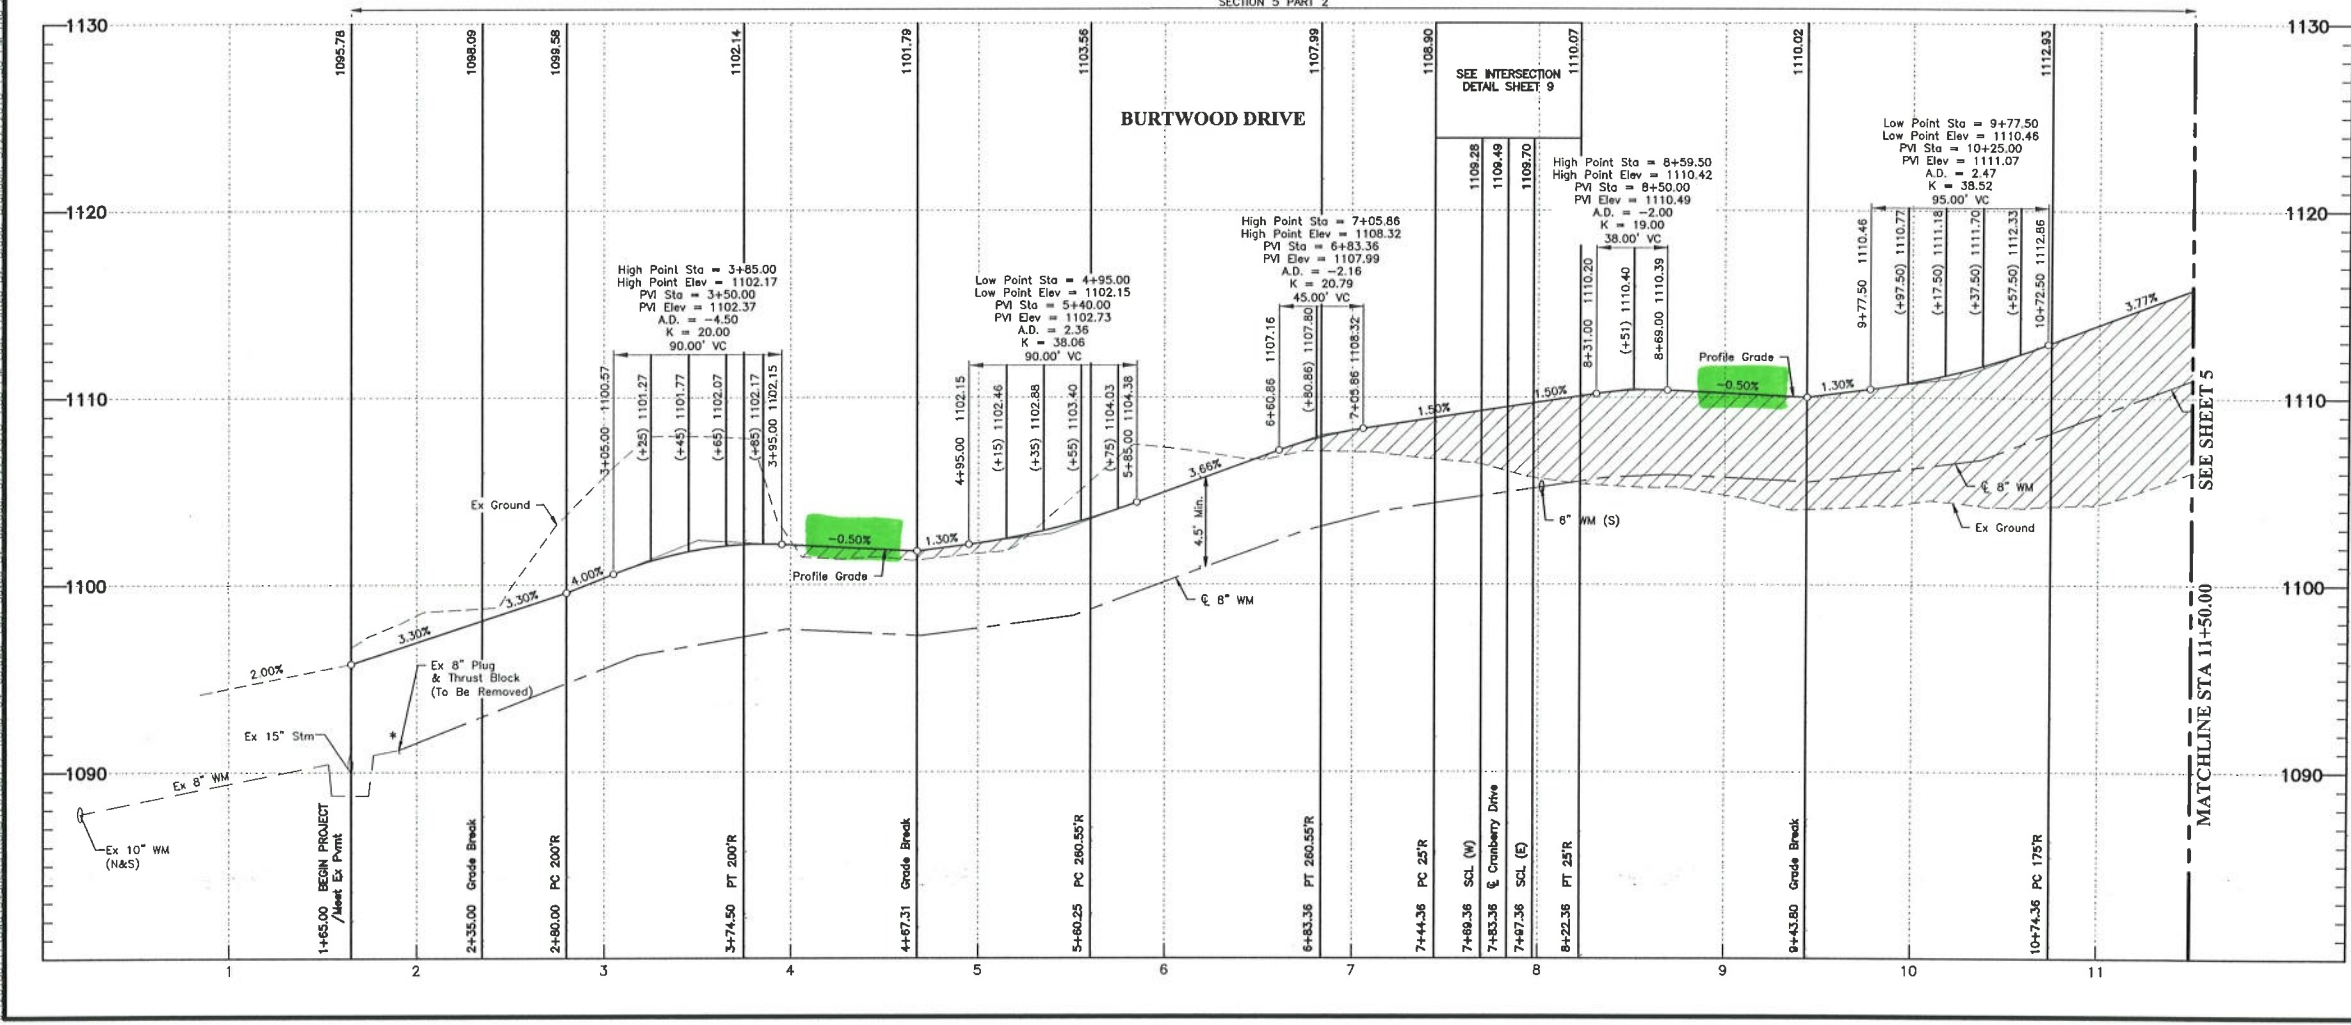 SECTION 5 PART 2
1130
1120
1110
1100
1090
1130
1120
1110
1100
1090
1095.78
1098.09
1099.58
1102.14
1101.79
1103.56
1107.99
1108.90
1110.07
1110.02
1112.93
SEE INTERSECTION
DETAIL SHEET 9
1109.28
1109.49
1109.70
BURTWOOD DRIVE
High Point Sta = 3+85.00
High Point Elev = 1102.17
PVI Sta = 3+50.00
PVI Elev = 1102.37
A.D. = -4.50
K = 20.00
90.00' VC
3+05.00 1100.57
(+25) 1101.27
(+45) 1101.77
(+65) 1102.07
(+85) 1102.17
3+95.00 1102.15
Low Point Sta = 4+95.00
Low Point Elev = 1102.15
PVI Sta = 5+40.00
PVI Elev = 1102.73
A.D. = 2.36
K = 38.06
90.00' VC
4+95.00 1102.15
(+15) 1102.46
(+35) 1102.88
(+55) 1103.40
(+75) 1104.03
5+85.00 1104.38
High Point Sta = 7+05.86
High Point Elev = 1108.32
PVI Sta = 6+83.36
PVI Elev = 1107.99
A.D. = -2.16
K = 20.79
45.00' VC
6+60.86 1107.16
(+80.86) 1107.80
7+05.86 1108.32
High Point Sta = 8+59.50
High Point Elev = 1110.42
PVI Sta = 8+50.00
PVI Elev = 1110.49
A.D. = -2.00
K = 19.00
38.00' VC
8+31.00 1110.20
(+51) 1110.40
8+69.00 1110.39
Low Point Sta = 9+77.50
Low Point Elev = 1110.46
PVI Sta = 10+25.00
PVI Elev = 1111.07
A.D. = 2.47
K = 38.52
95.00' VC
9+77.50 1110.46
(+97.50) 1110.77
(+17.50) 1111.18
(+37.50) 1111.70
(+57.50) 1112.33
10+72.50 1112.86
2.00%
3.30%
3.30%
4.00%
-0.50%
1.30%
3.66%
1.50%
1.50%
-0.50%
1.30%
3.77%
Ex Ground
Profile Grade
Profile Grade
4.5' Min.
℄ 8" WM
6" WM (S)
℄ 8" WM
Ex Ground
Ex 8" Plug
& Thrust Block
(To Be Removed)
*
Ex 15" Stm
Ex 8" WM
Ex 10" WM
(N&S)
1+65.00 BEGIN PROJECT
/Meet Ex Pvmt
2+35.00 Grade Break
2+80.00 PC 200'R
3+74.50 PT 200'R
4+67.31 Grade Break
5+60.25 PC 260.55'R
6+83.36 PT 260.55'R
7+44.36 PC 25'R
7+69.36 SCL (W)
7+83.36 ℄ Cranberry Drive
7+97.36 SCL (E)
8+22.36 PT 25'R
9+43.80 Grade Break
10+74.36 PC 175'R
MATCHLINE STA 11+50.00
SEE SHEET 5
1
2
3
4
5
6
7
8
9
10
11